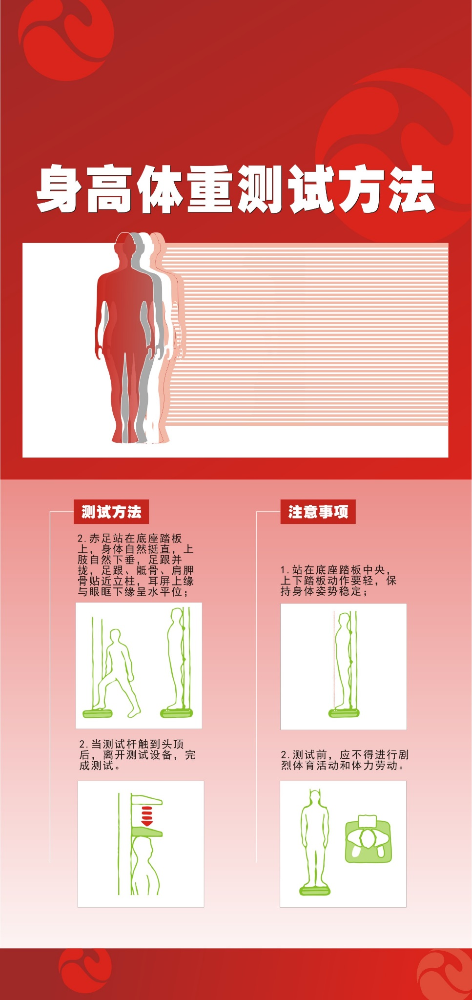 身高体重测试方法
测试方法
2.赤足站在底座踏板
上，身体自然挺直，上
肢自然下垂，足跟并
拢，足跟、骶骨、肩胛
骨贴近立柱，耳屏上缘
与眼眶下缘呈水平位；
2.当测试杆触到头顶
后，离开测试设备，完
成测试。
注意事项
1.站在底座踏板中央，
上下踏板动作要轻，保
持身体姿势稳定；
2.测试前，应不得进行剧
烈体育活动和体力劳动。